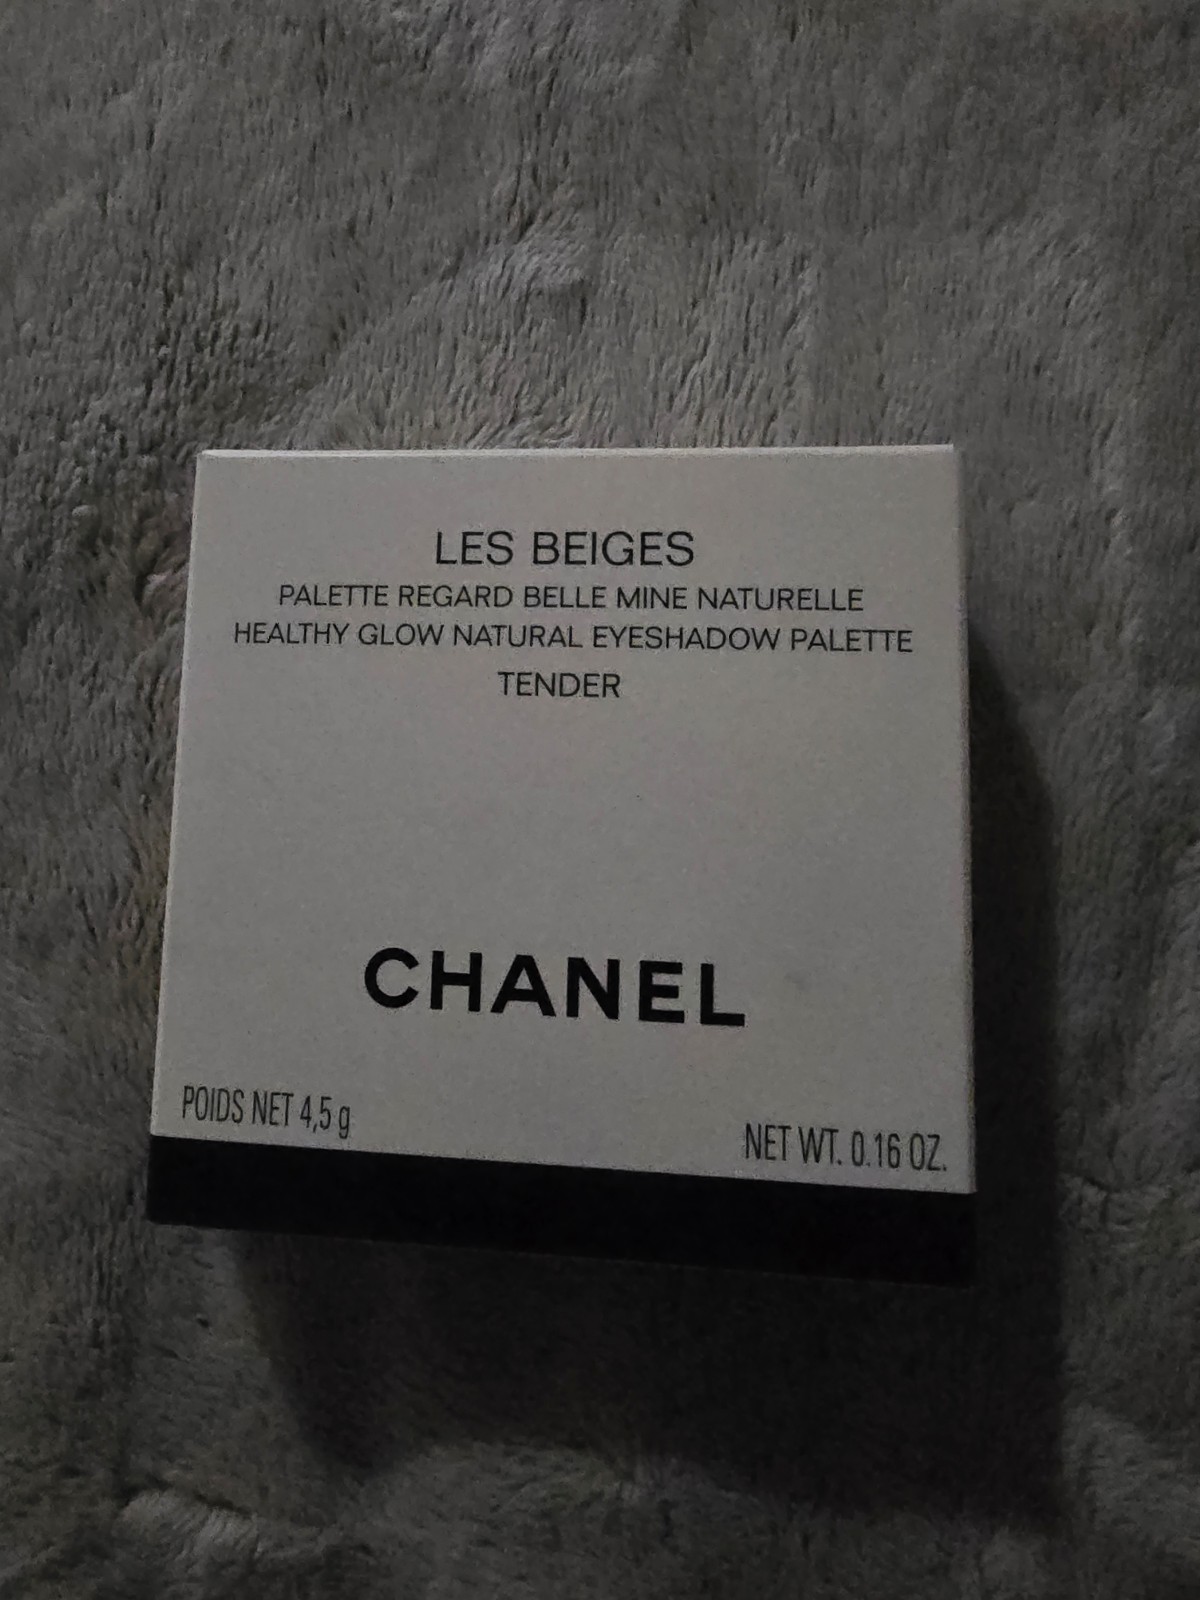 LES BEIGES
PALETTE REGARD BELLE MINE NATURELLE
HEALTHY GLOW NATURAL EYESHADOW PALETTE
TENDER
CHANEL
POIDS NET 4,5 g
NET WT. 0.16 OZ.